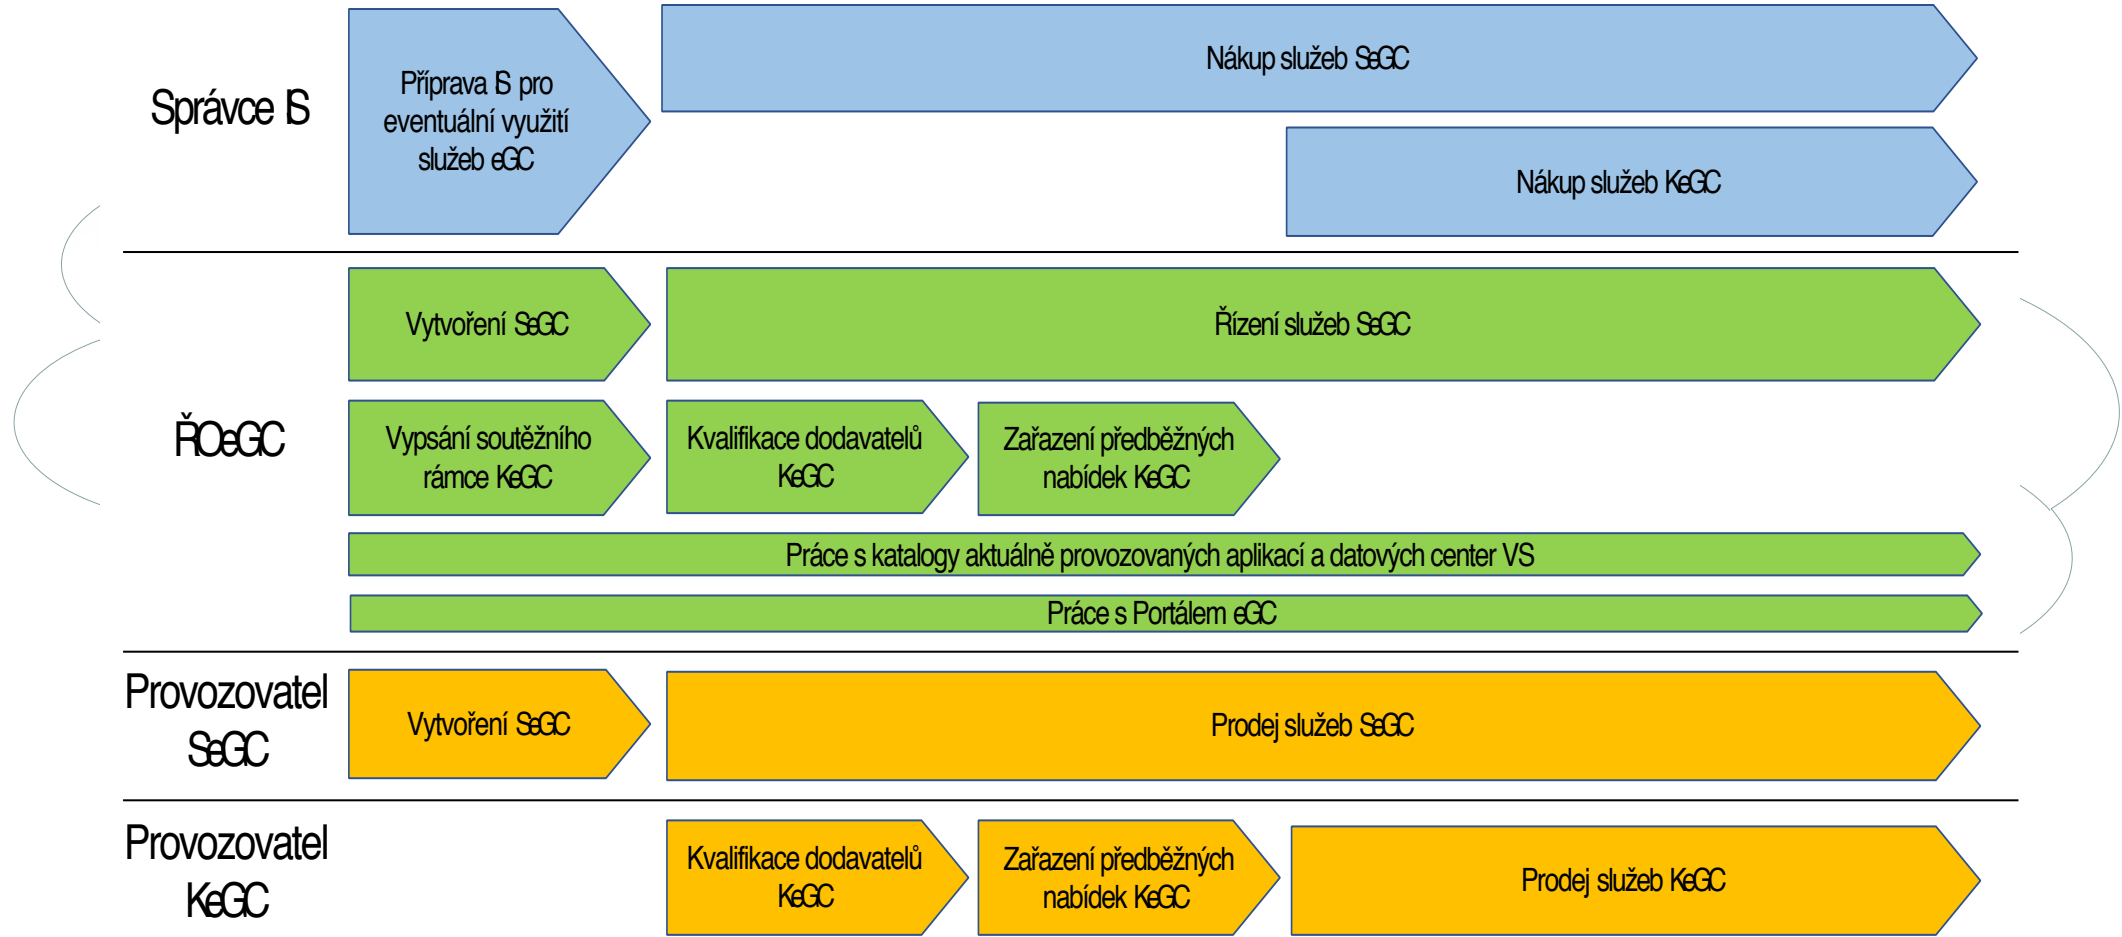 Správce IS
Příprava IS pro
eventuální využití
služeb eGC
Nákup služeb SeGC
Nákup služeb KeGC
ŘOeGC
Vytvoření SeGC
Řízení služeb SeGC
Vypsání soutěžního
rámce KeGC
Kvalifikace dodavatelů
KeGC
Zařazení předběžných
nabídek KeGC
Práce s katalogy aktuálně provozovaných aplikací a datových center VS
Práce s Portálem eGC
Provozovatel
SeGC
Vytvoření SeGC
Prodej služeb SeGC
Provozovatel
KeGC
Kvalifikace dodavatelů
KeGC
Zařazení předběžných
nabídek KeGC
Prodej služeb KeGC